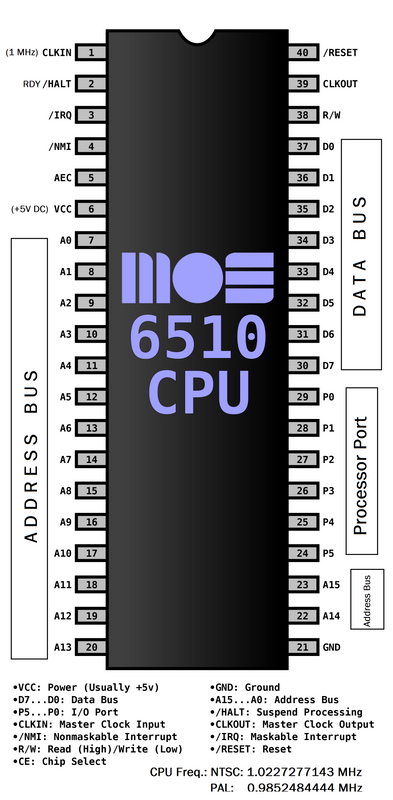 (1 MHz) CLKIN 1
RDY /HALT 2
/IRQ 3
/NMI 4
AEC 5
(+5V DC) VCC 6
A0 7
A1 8
A2 9
A3 10
A4 11
A5 12
A6 13
A7 14
A8 15
A9 16
A10 17
A11 18
A12 19
A13 20
ADDRESS BUS
mos
6510
CPU
40 /RESET
39 CLKOUT
38 R/W
37 D0
36 D1
35 D2
34 D3
33 D4
32 D5
31 D6
30 D7
29 P0
28 P1
27 P2
26 P3
25 P4
24 P5
23 A15
22 A14
21 GND
DATA BUS
Processor Port
Address Bus
•VCC: Power (Usually +5v)
•D7...D0: Data Bus
•P5...P0: I/O Port
•CLKIN: Master Clock Input
•/NMI: Nonmaskable Interrupt
•R/W: Read (High)/Write (Low)
•CE: Chip Select
•GND: Ground
•A15...A0: Address Bus
•/HALT: Suspend Processing
•CLKOUT: Master Clock Output
•/IRQ: Maskable Interrupt
•/RESET: Reset
CPU Freq.: NTSC: 1.0227277143 MHz
PAL: 0.9852484444 MHz